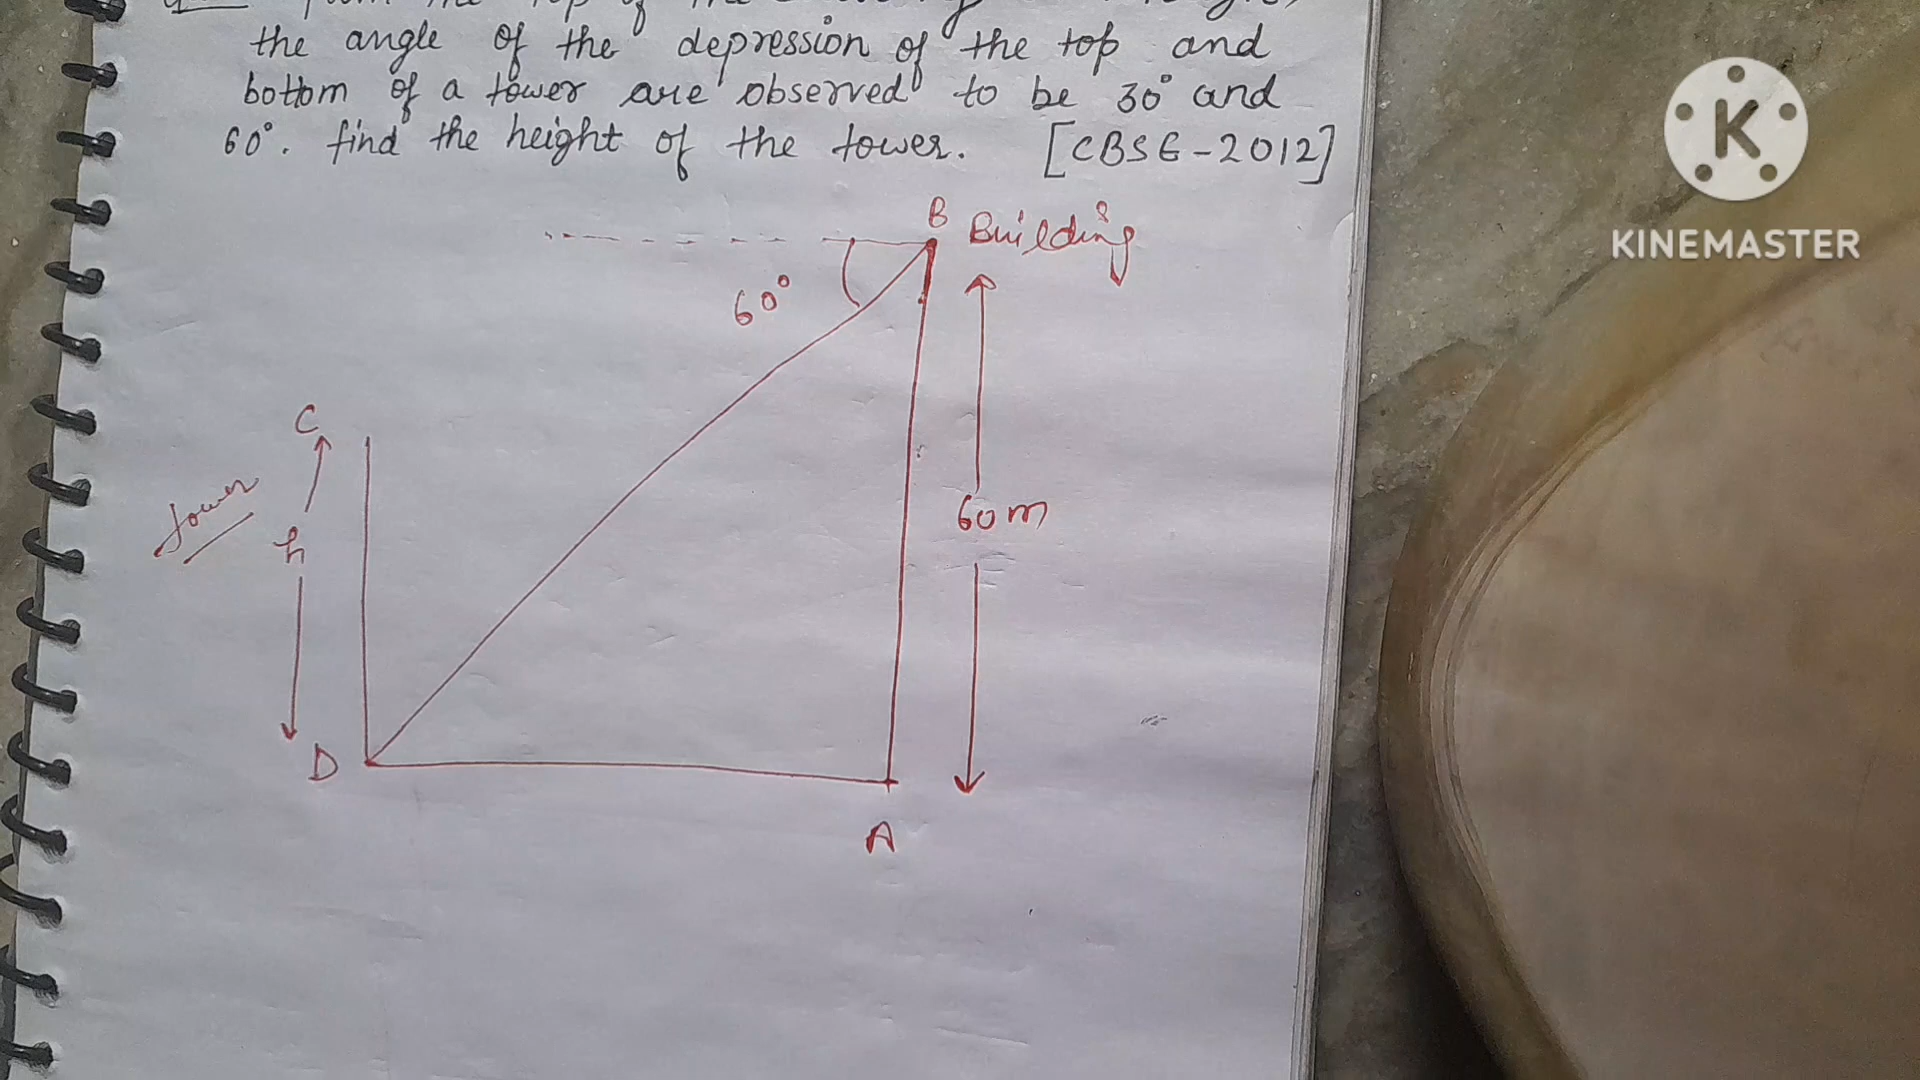 the angle of the depression of the top and
bottom of a tower are observed to be 30° and
60°. find the height of the tower. [CBSE-2012]
B Building
60°
C
tower
h
60m
D
A
K
KINEMASTER